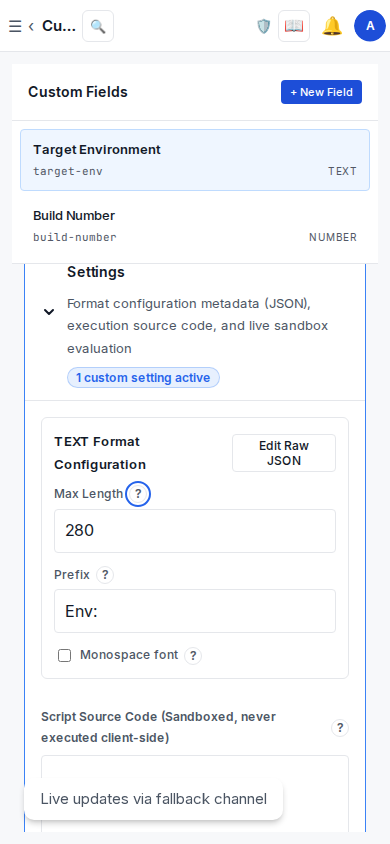 Cu...
A
Custom Fields
+ New Field
Target Environment
target-env
TEXT
Build Number
build-number
NUMBER
Settings
Format configuration metadata (JSON),
execution source code, and live sandbox
evaluation
1 custom setting active
TEXT Format
Configuration
Edit Raw
JSON
Max Length ?
280
Prefix ?
Env:
Monospace font ?
Script Source Code (Sandboxed, never
executed client-side)
?
Live updates via fallback channel